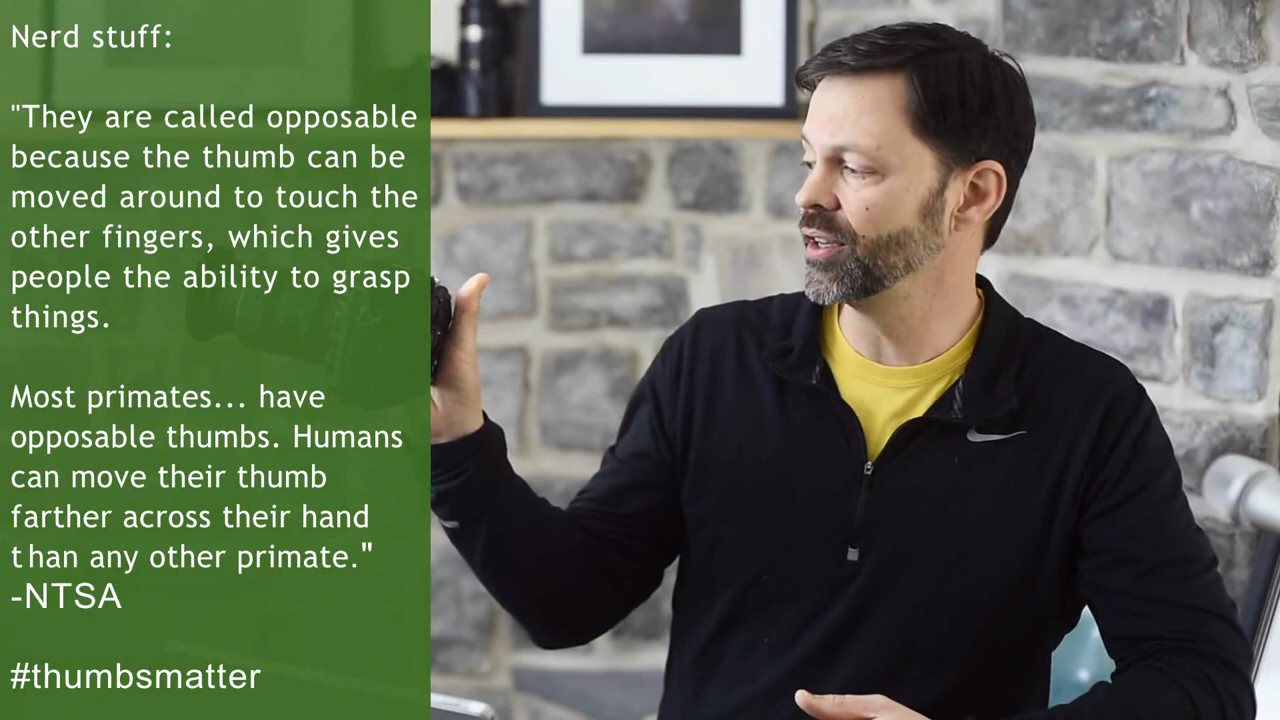 Nerd stuff:
"They are called opposable
because the thumb can be
moved around to touch the
other fingers, which gives
people the ability to grasp
things.
Most primates... have
opposable thumbs. Humans
can move their thumb
farther across their hand
than any other primate."
-NTSA
#thumbsmatter